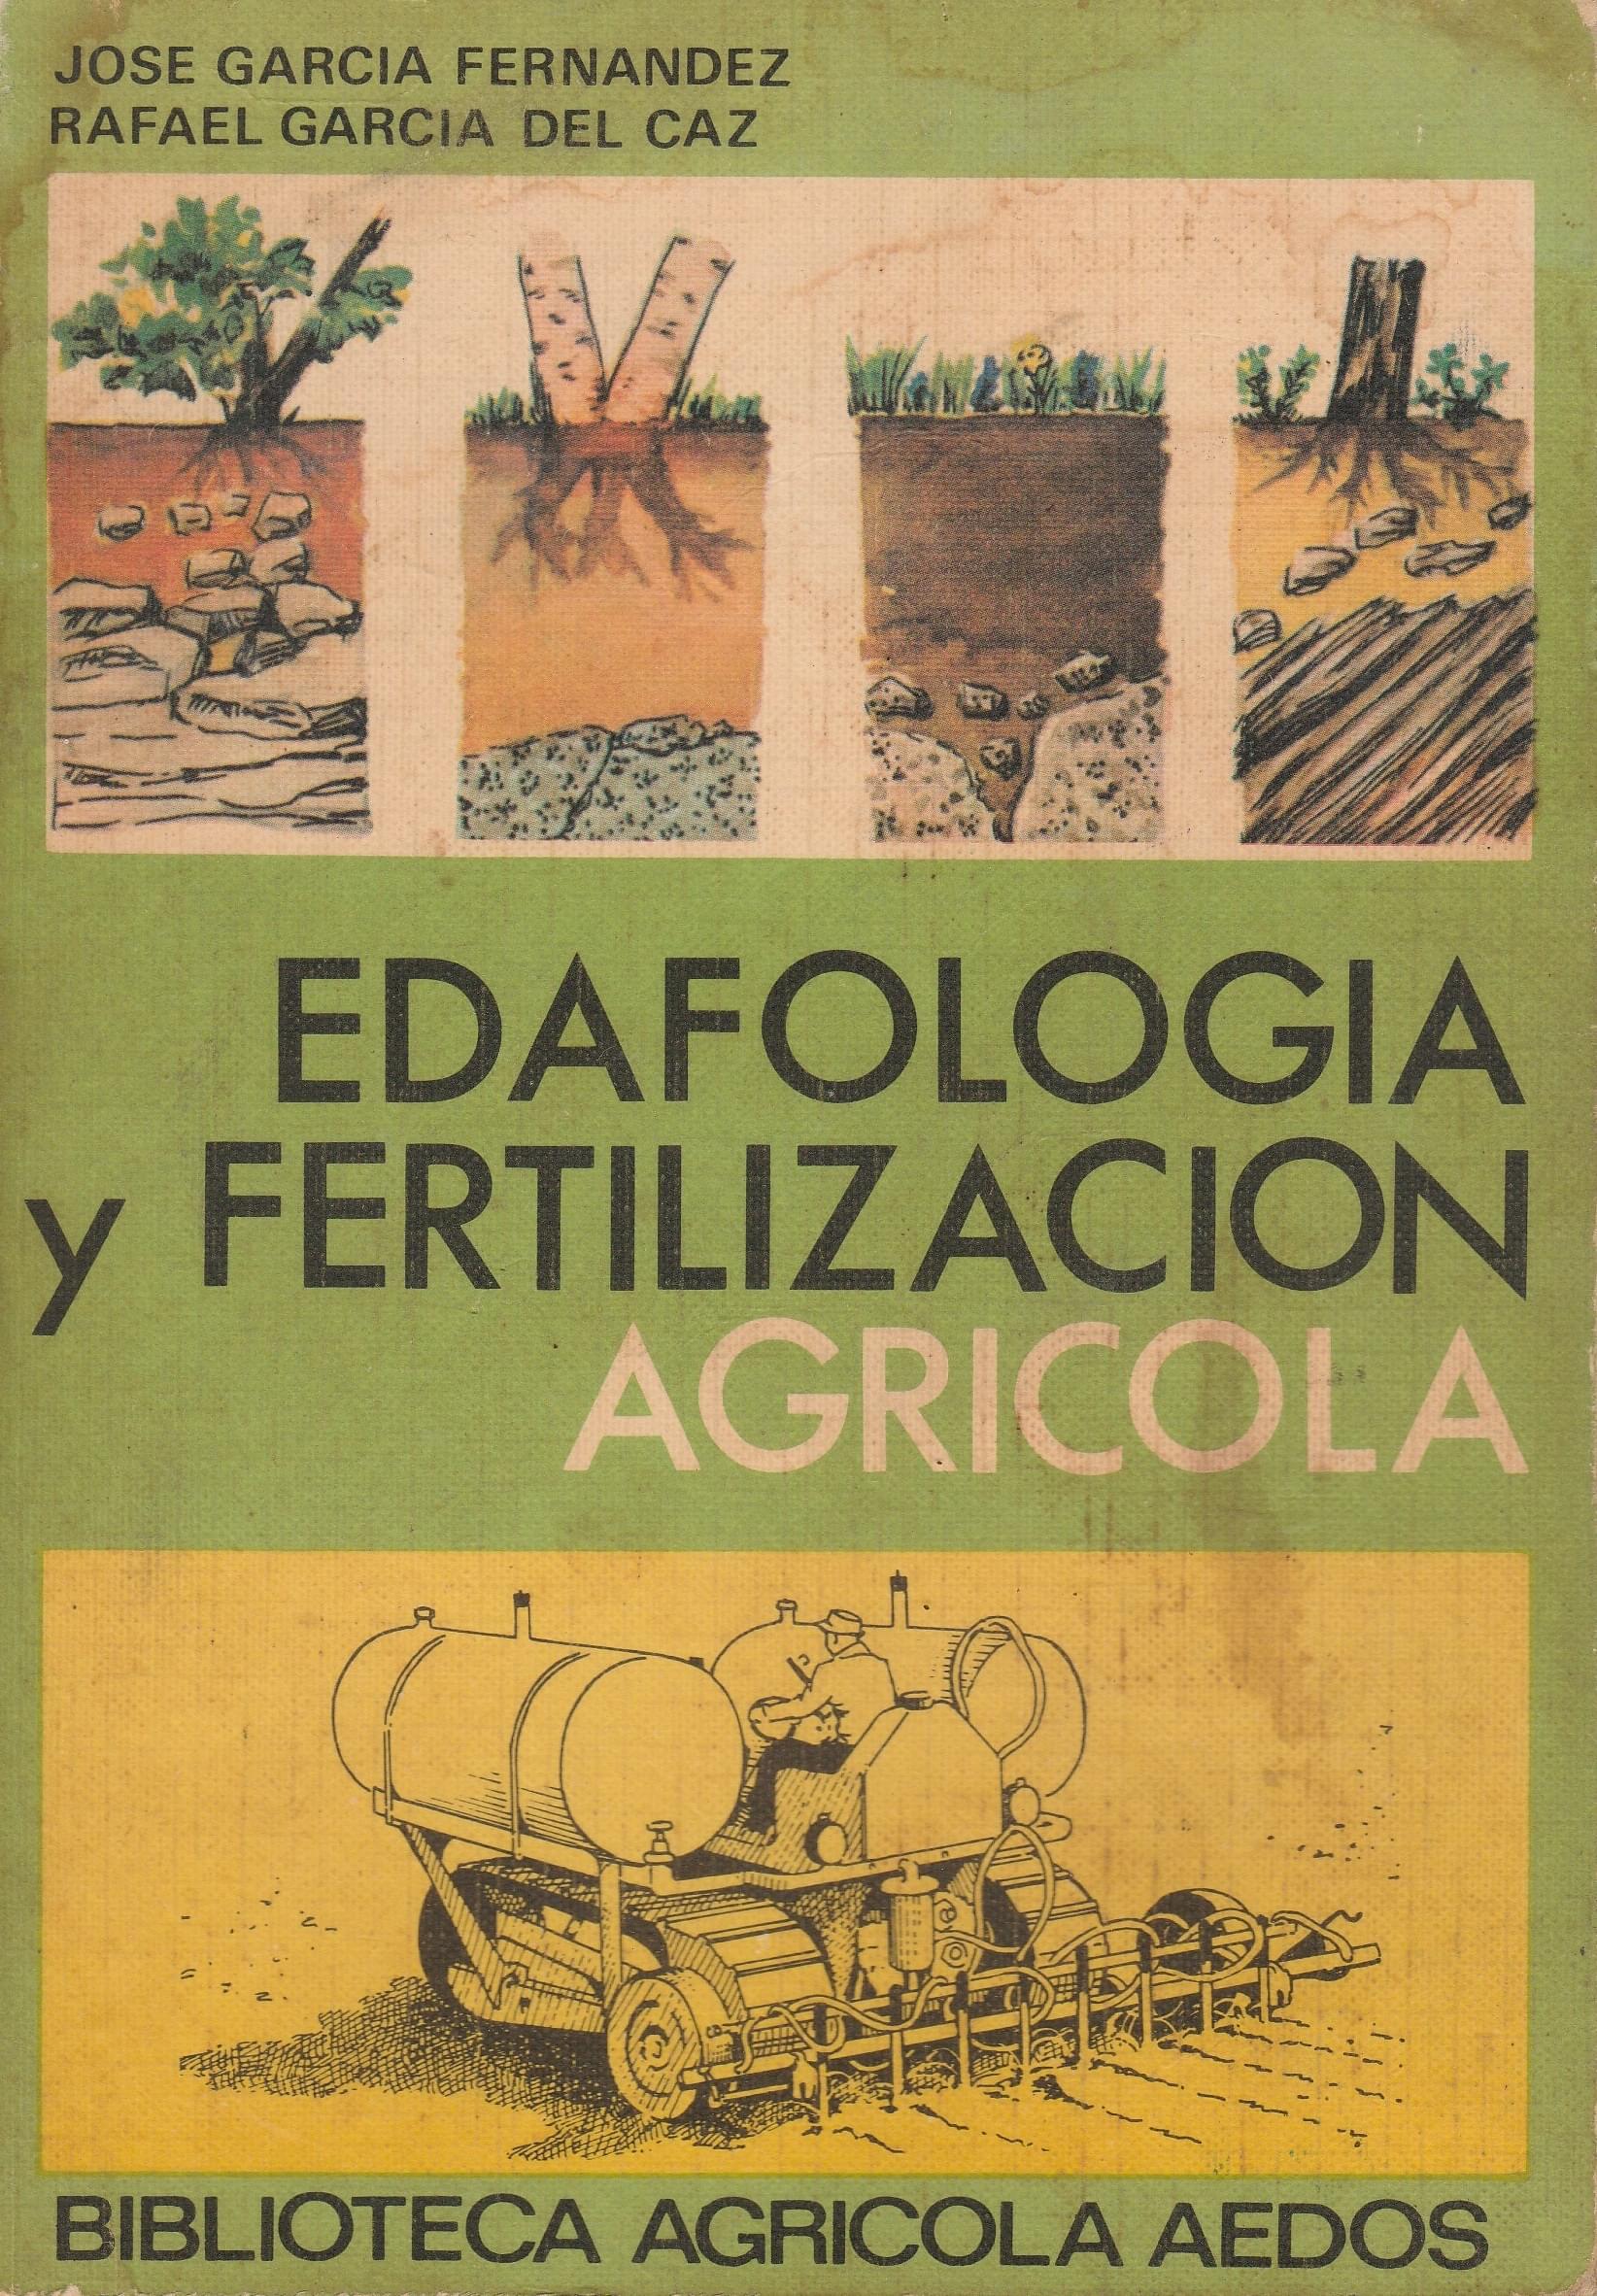 JOSE GARCIA FERNANDEZ
RAFAEL GARCIA DEL CAZ
EDAFOLOGIA
y FERTILIZACION
AGRICOLA
BIBLIOTECA AGRICOLA AEDOS